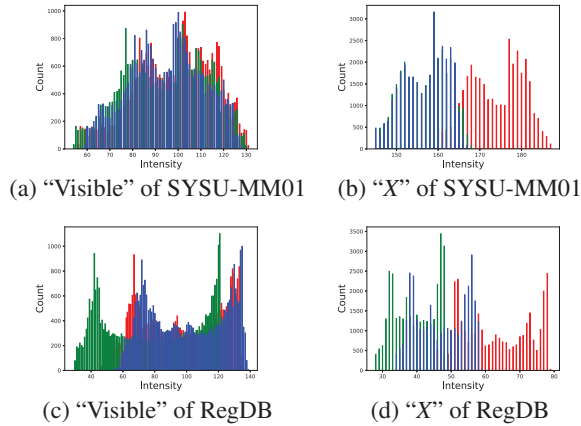 1000
800
600
400
200
0
Count
60 70 80 90 100 110 120 130
Intensity
(a) “Visible” of SYSU-MM01
3000
2500
2000
1500
1000
500
0
Count
150 160 170 180
Intensity
(b) “X” of SYSU-MM01
1000
800
600
400
200
0
Count
40 60 80 100 120 140
Intensity
(c) “Visible” of RegDB
3500
3000
2500
2000
1500
1000
500
0
Count
30 40 50 60 70 80
Intensity
(d) “X” of RegDB